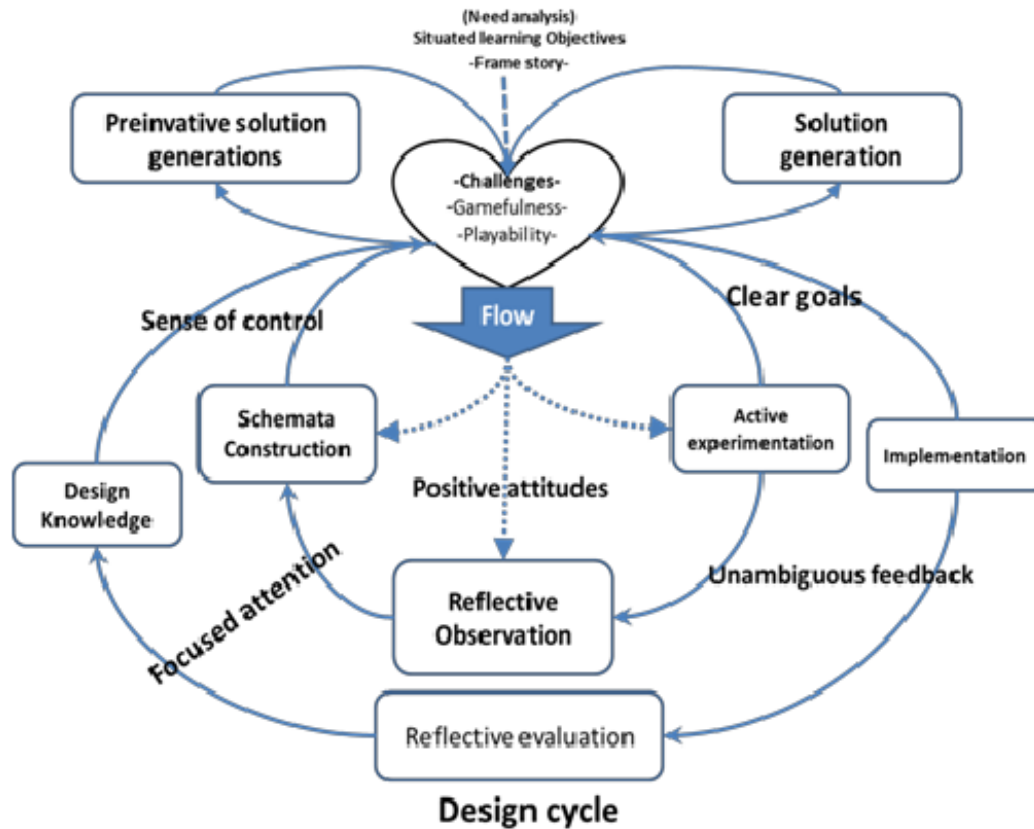 (Need analysis)
Situated learning Objectives
-Frame story-
Preinvative solution
generations
Solution
generation
-Challenges-
-Gamefulness-
-Playability-
Flow
Sense of control
Clear goals
Schemata
Construction
Active
experimentation
Implementation
Design
Knowledge
Positive attitudes
Focused attention
Unambiguous feedback
Reflective
Observation
Reflective evaluation
Design cycle